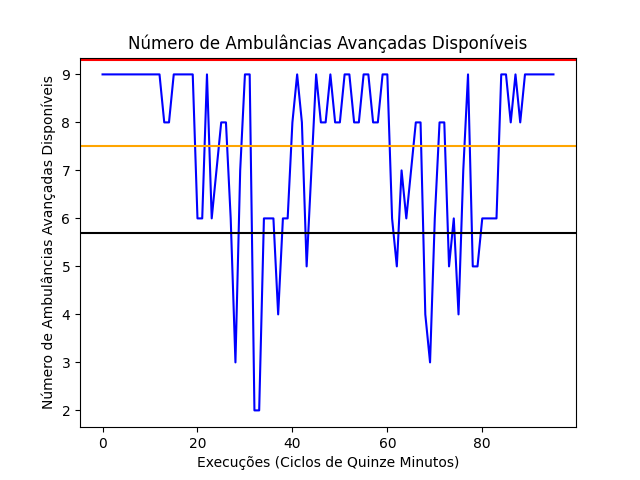 Número de Ambulâncias Avançadas Disponíveis
Número de Ambulâncias Avançadas Disponíveis
9
8
7
6
5
4
3
2
0 20 40 60 80
Execuções (Ciclos de Quinze Minutos)